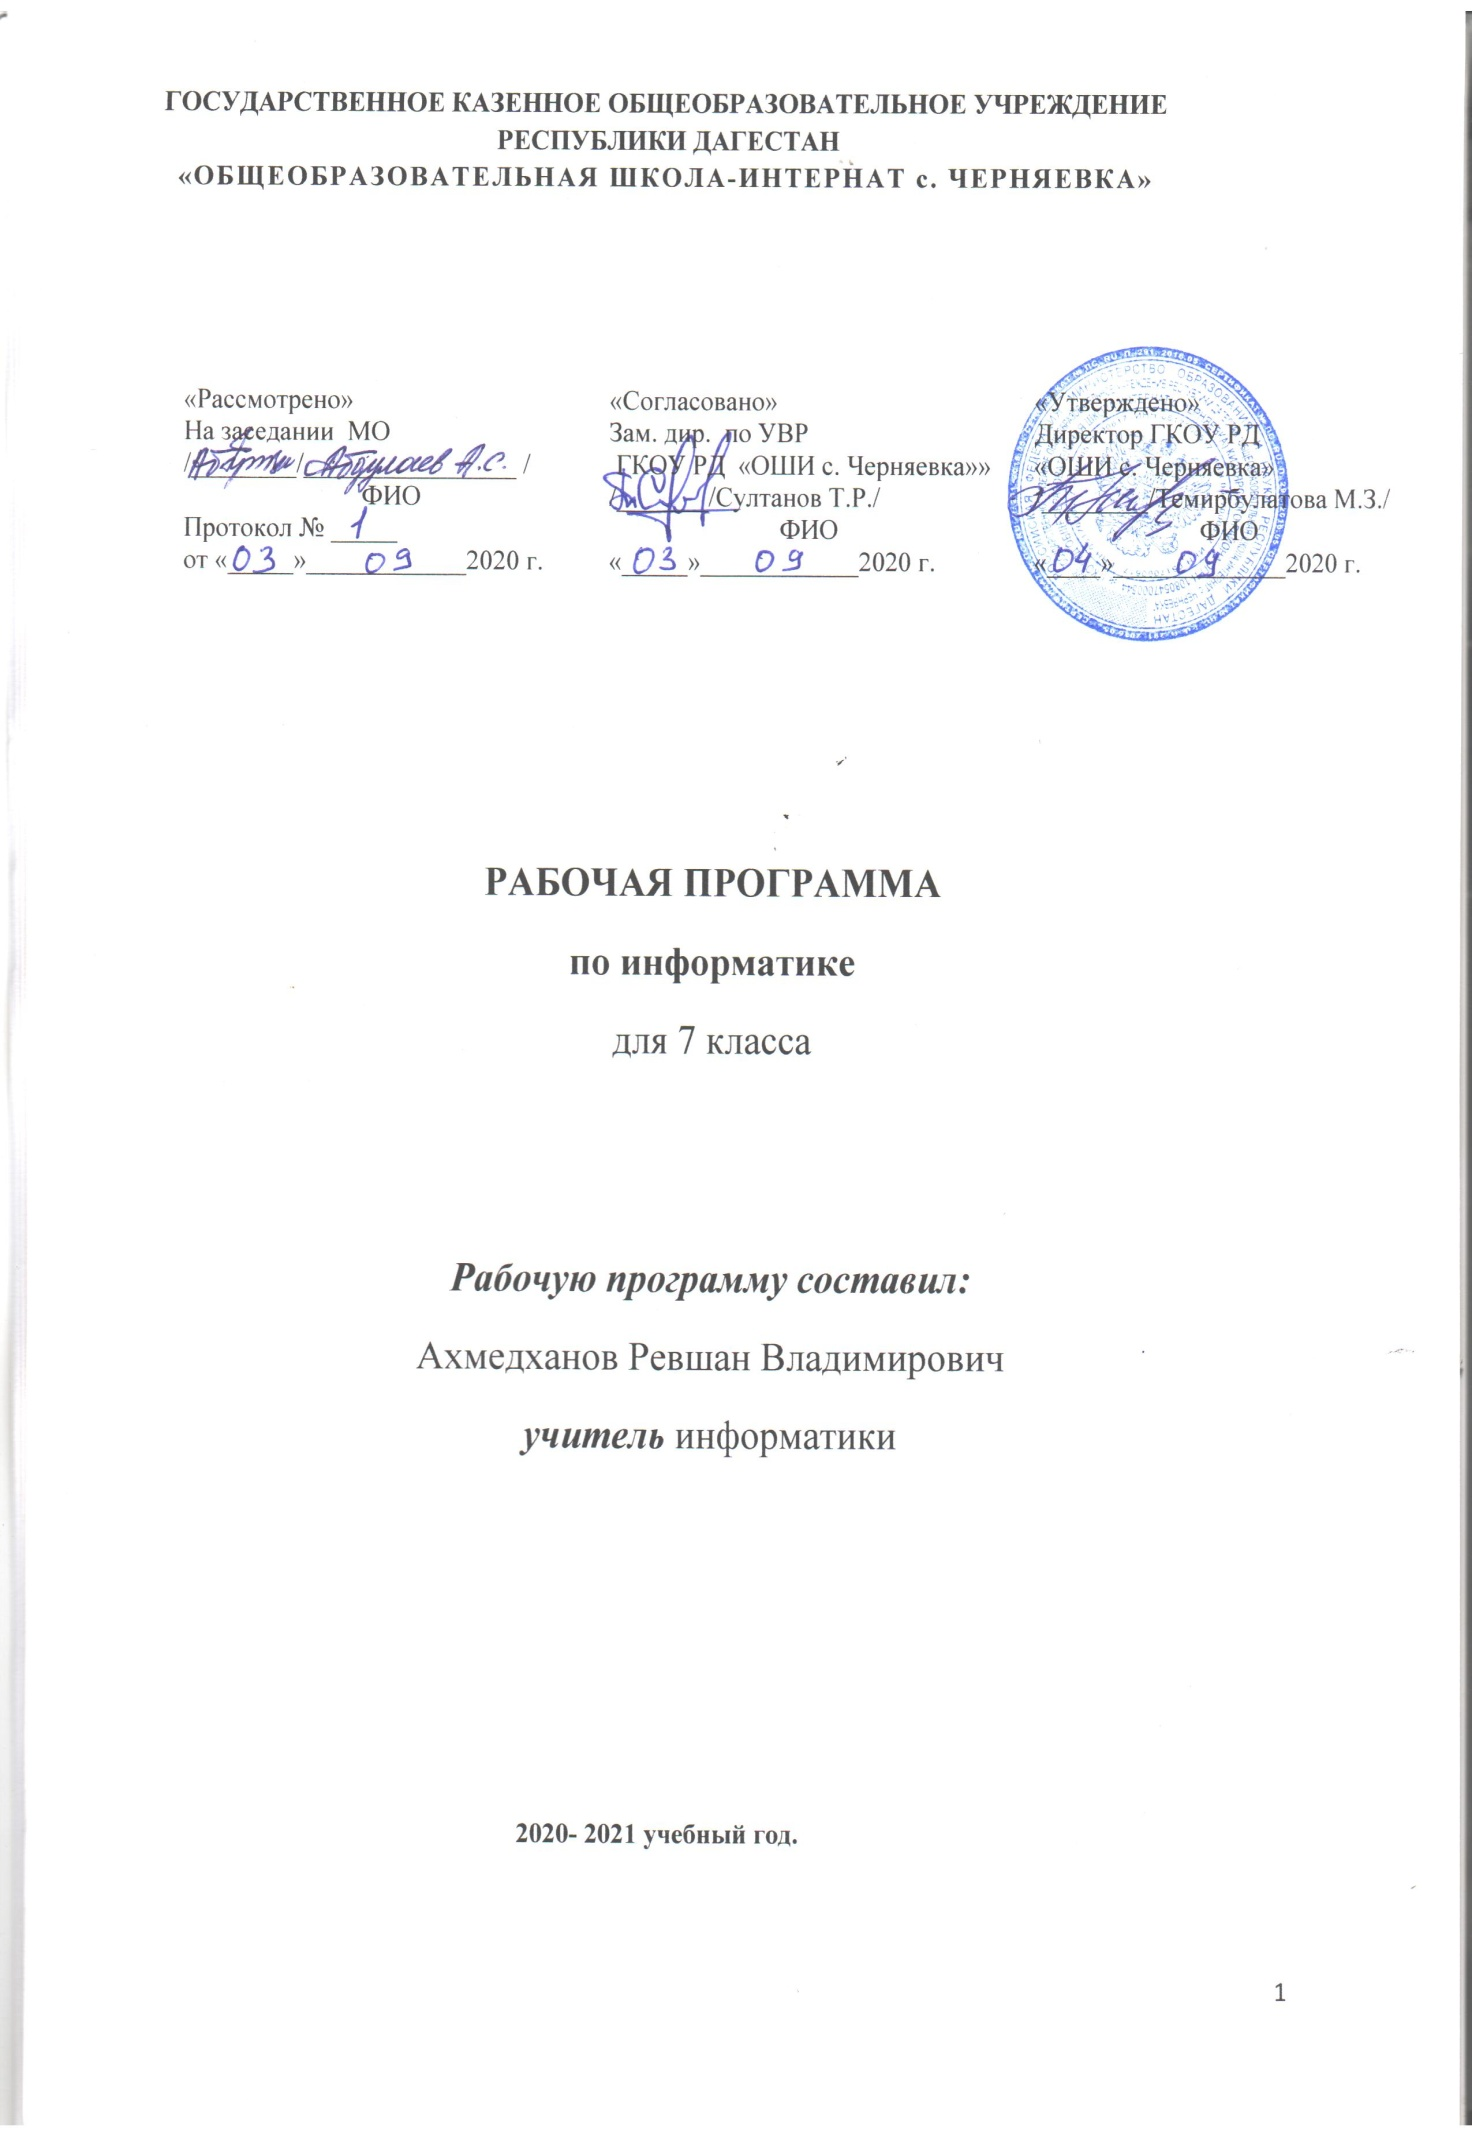 ГОСУДАРСТВЕННОЕ КАЗЕННОЕ ОБЩЕОБРАЗОВАТЕЛЬНОЕ УЧРЕЖДЕНИЕ
РЕСПУБЛИКИ ДАГЕСТАН
«ОБЩЕОБРАЗОВАТЕЛЬНАЯ ШКОЛА-ИНТЕРНАТ с. ЧЕРНЯЕВКА»
«Рассмотрено»
На заседании МО
/ / Абдулаев А.С. /
ФИО
Протокол № 1
от «03» 09 2020 г.
«Согласовано»
Зам. дир. по УВР
ГКОУ РД «ОШИ с. Черняевка»»
/ /Султанов Т.Р./
ФИО
«03» 09 2020 г.
«Утверждено»
Директор ГКОУ РД
«ОШИ с. Черняевка»
/Темирбулатова М.З./
ФИО
«04» 09 2020 г.
РАБОЧАЯ ПРОГРАММА
по информатике
для 7 класса
Рабочую программу составил:
Ахмедханов Ревшан Владимирович
учитель информатики
2020- 2021 учебный год.
1